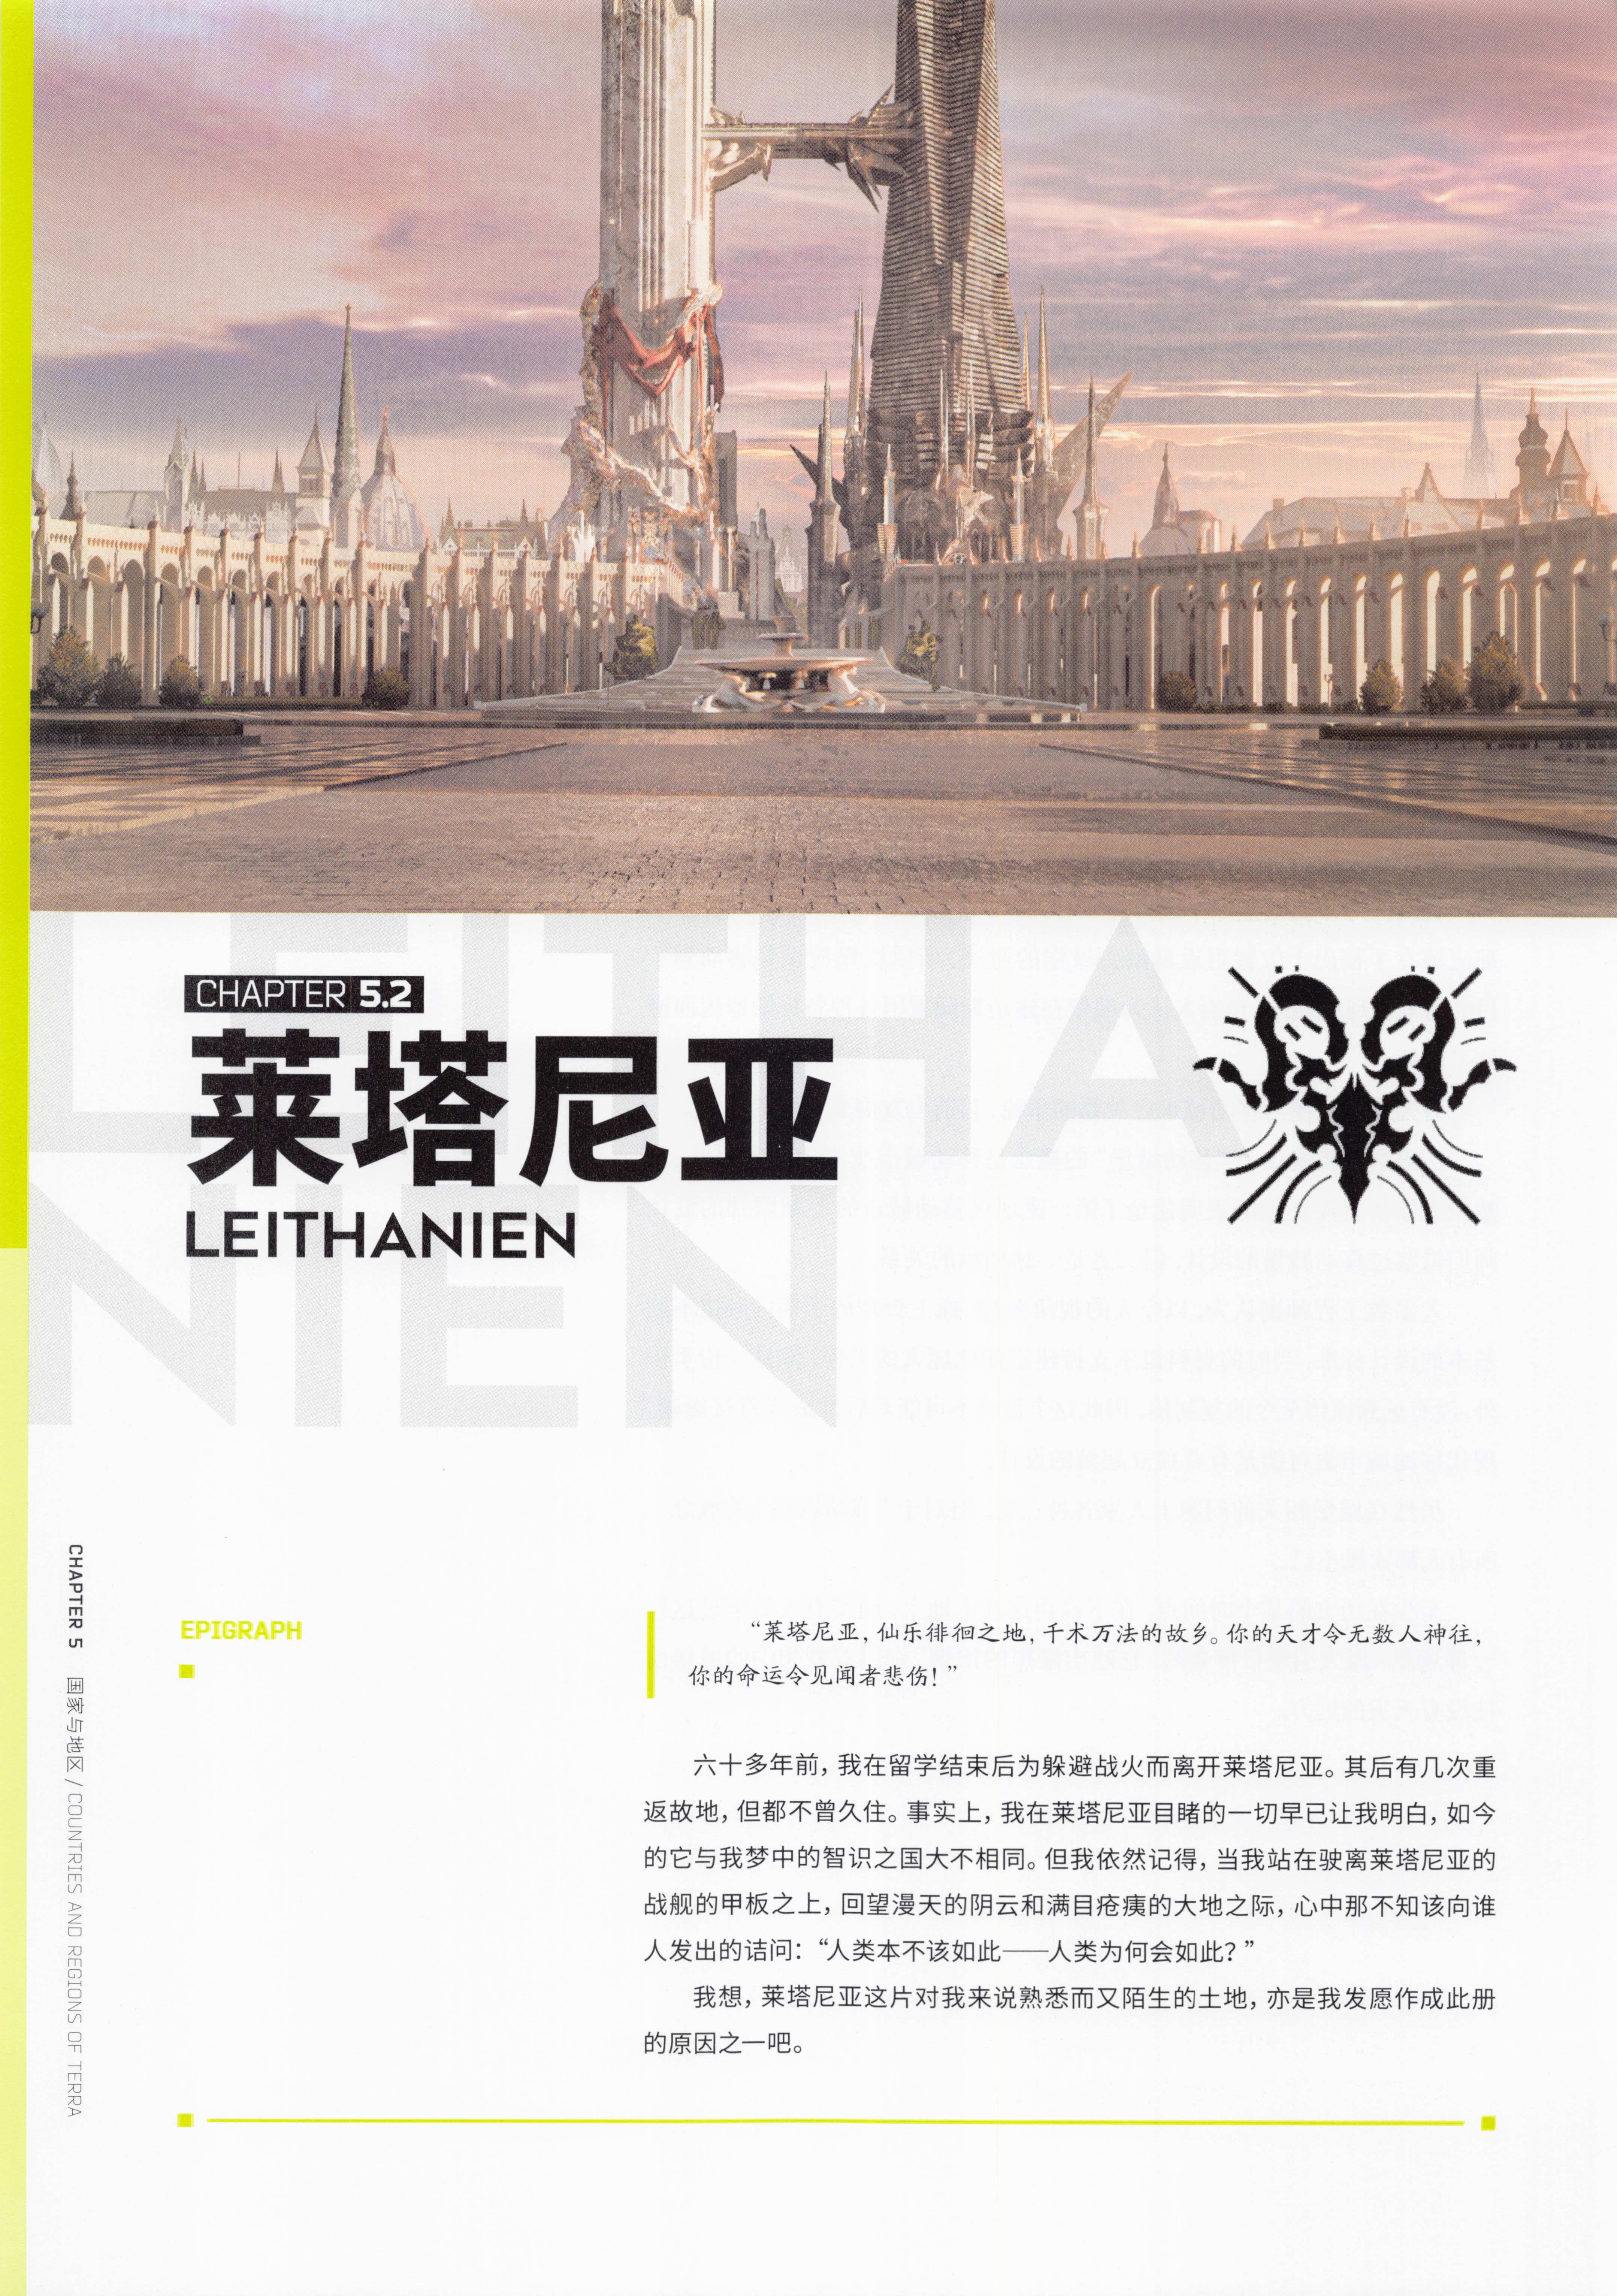 CHAPTER 5.2
莱塔尼亚
LEITHANIEN
LEITHA
NIEN
EPIGRAPH
“莱塔尼亚，仙乐徘徊之地，千术万法的故乡。你的天才令无数人神往，
你的命运令见闻者悲伤！”
六十多年前，我在留学结束后为躲避战火而离开莱塔尼亚。其后有几次重
返故地，但都不曾久住。事实上，我在莱塔尼亚目睹的一切早已让我明白，如今
的它与我梦中的智识之国大不相同。但我依然记得，当我站在驶离莱塔尼亚的
战舰的甲板之上，回望漫天的阴云和满目疮痍的大地之际，心中那不知该向谁
人发出的诘问：“人类本不该如此——人类为何会如此？”
我想，莱塔尼亚这片对我来说熟悉而又陌生的土地，亦是我发愿作成此册
的原因之一吧。
CHAPTER 5 国家与地区 / COUNTRIES AND REGIONS OF TERRA